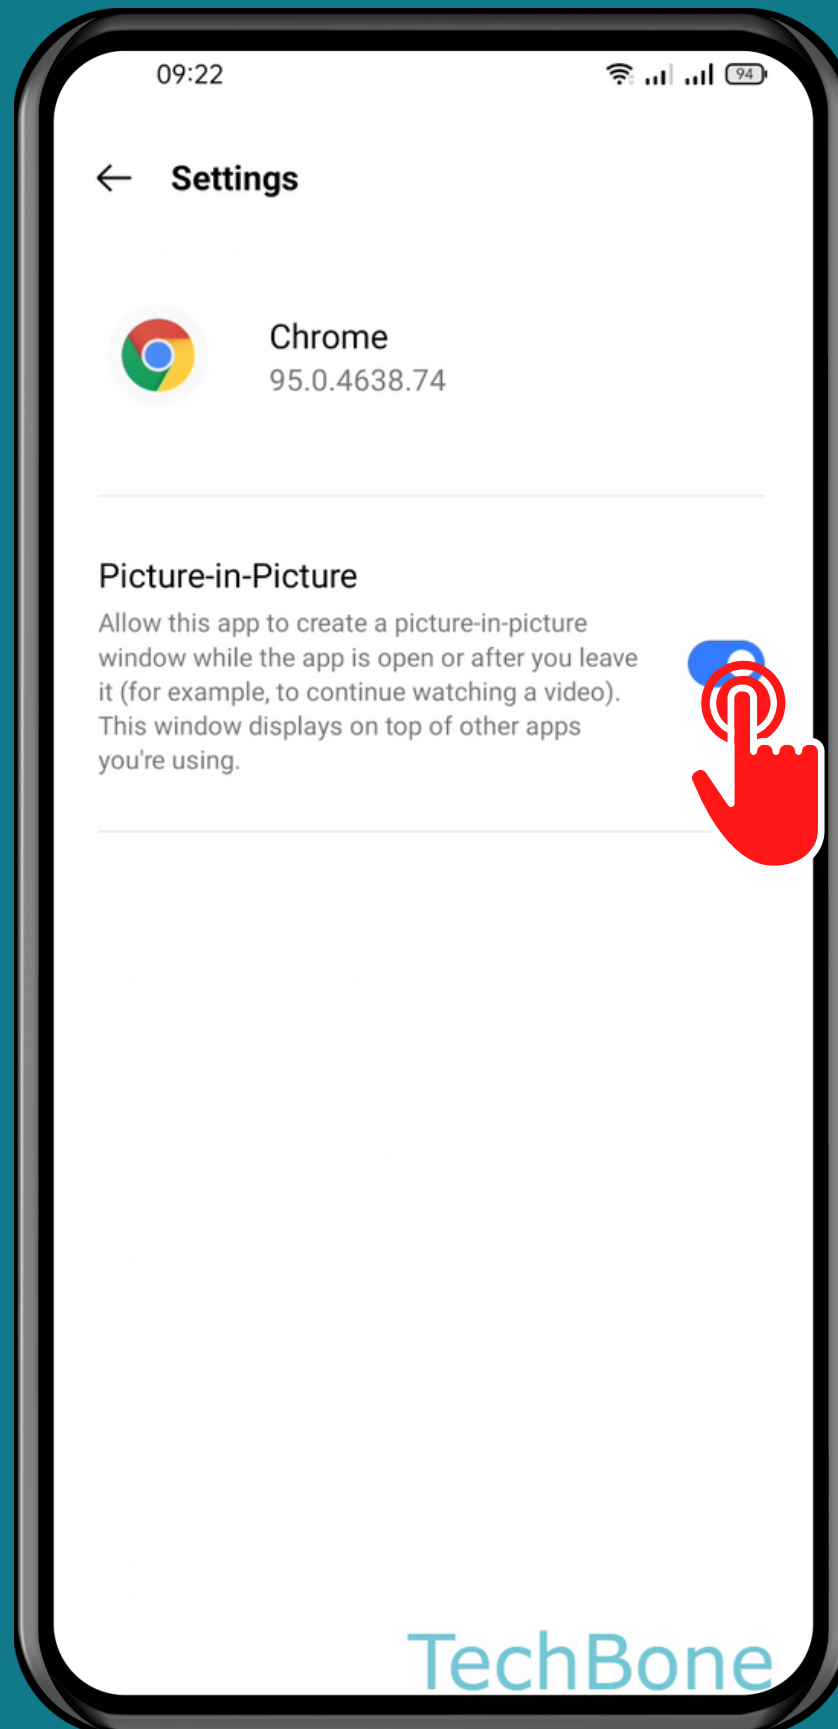 09:22
94
Settings
Chrome
95.0.4638.74
Picture-in-Picture
Allow this app to create a picture-in-picture
window while the app is open or after you leave
it (for example, to continue watching a video).
This window displays on top of other apps
you're using.
TechBone